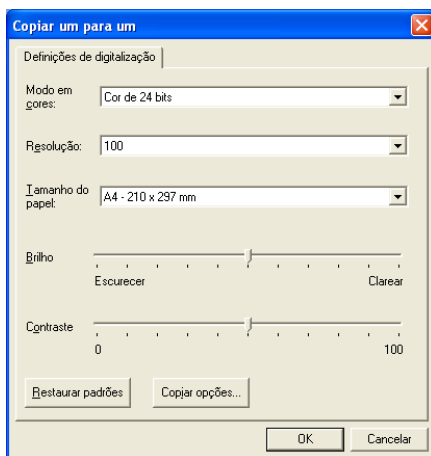 Copiar um para um
Definições de digitalização
Modo em
cores:
Cor de 24 bits
Resolução:
100
Tamanho do
papel:
A4 - 210 x 297 mm
Brilho
Escurecer
Clarear
Contraste
0
100
Restaurar padrões
Copiar opções...
OK
Cancelar